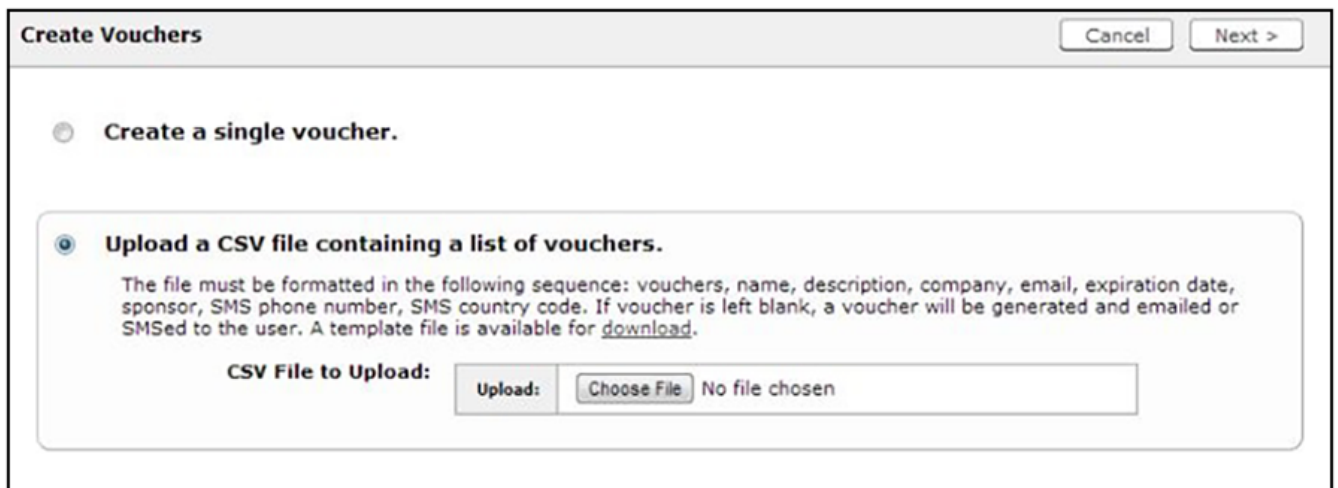 Create Vouchers
Cancel
Next >
Create a single voucher.
Upload a CSV file containing a list of vouchers.
The file must be formatted in the following sequence: vouchers, name, description, company, email, expiration date,
sponsor, SMS phone number, SMS country code. If voucher is left blank, a voucher will be generated and emailed or
SMSed to the user. A template file is available for download.
CSV File to Upload:
Upload:
Choose File
No file chosen